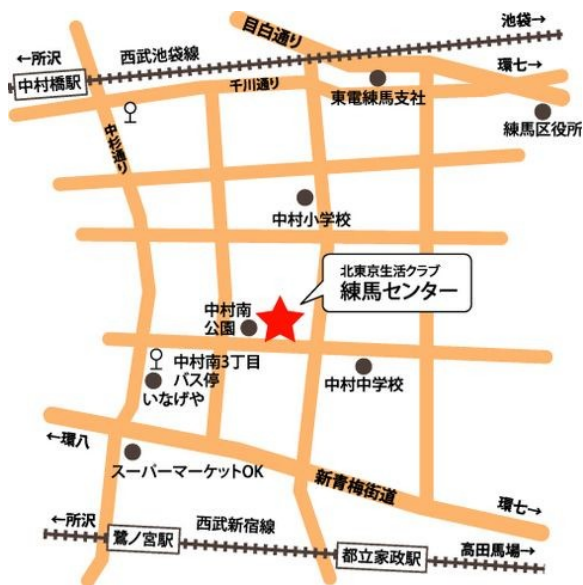 池袋→
目白通り
←所沢
西武池袋線
環七→
中村橋駅
千川通り
東電練馬支社
練馬区役所
中杉通り
中村小学校
北東京生活クラブ
練馬センター
中村南
公園
中村南3丁目
バス停
いなげや
中村中学校
←環八
スーパーマーケットOK
新青梅街道
環七→
←所沢
西武新宿線
鷺ノ宮駅
都立家政駅
高田馬場→